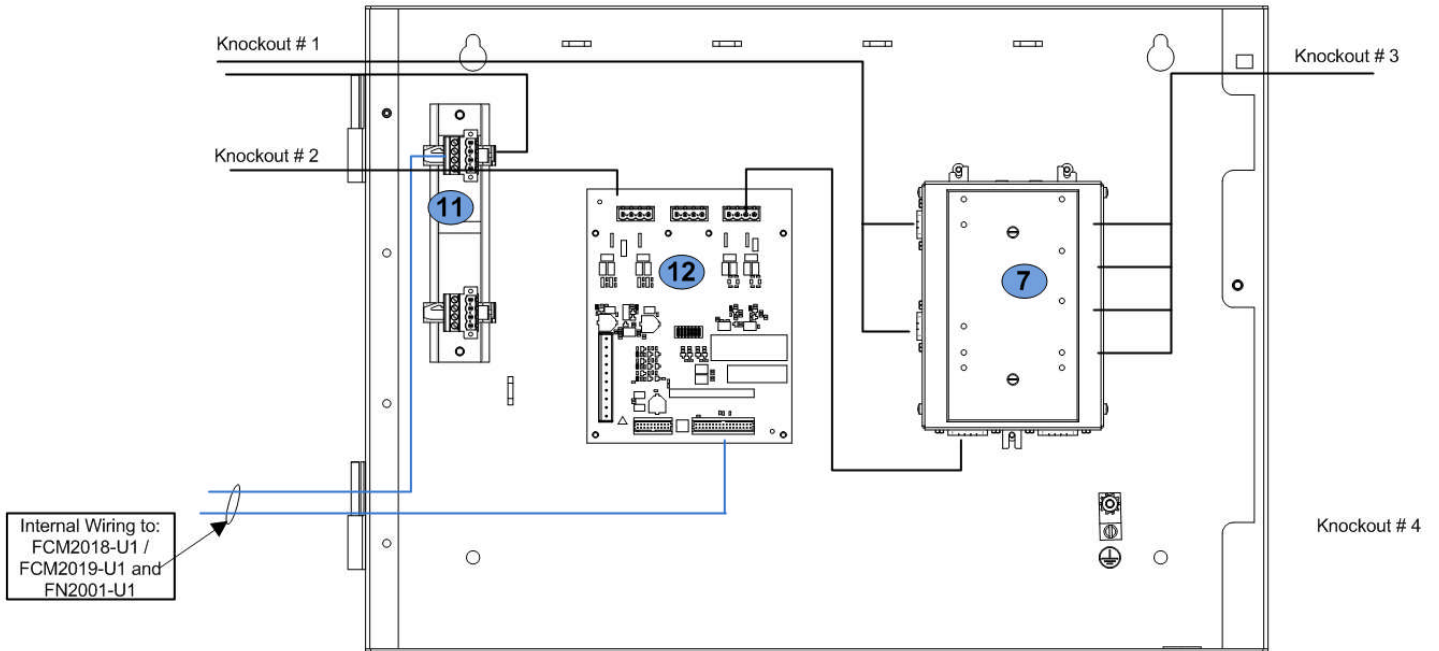 Knockout # 1
Knockout # 3
Knockout # 2
11
12
7
Internal Wiring to:
FCM2018-U1 /
FCM2019-U1 and
FN2001-U1
Knockout # 4